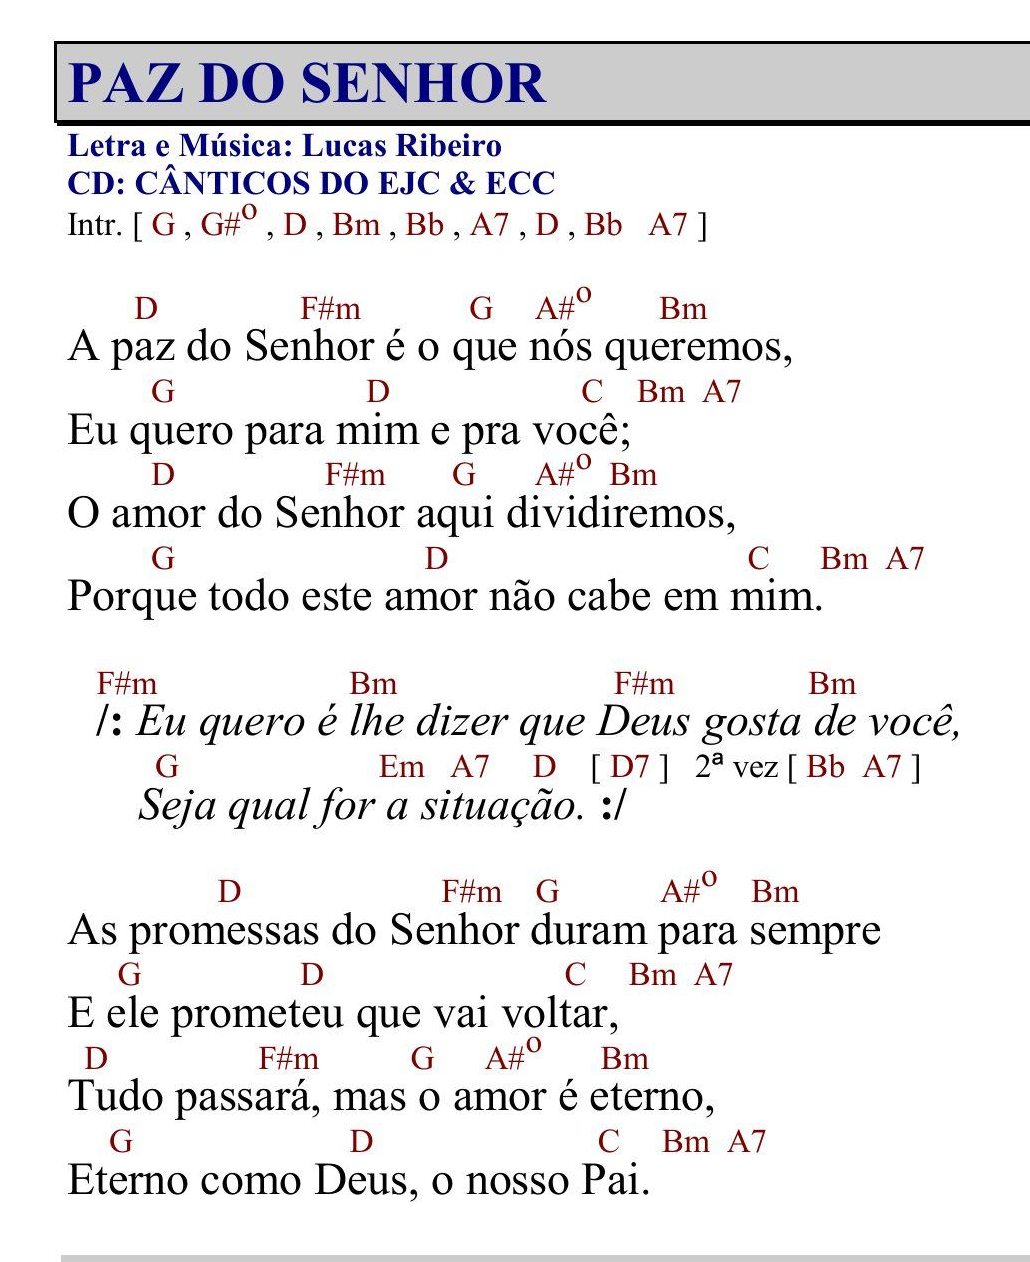 PAZ DO SENHOR
Letra e Música: Lucas Ribeiro
CD: CÂNTICOS DO EJC & ECC
Intr. [ G , G#º , D , Bm , Bb , A7 , D , Bb A7 ]
D F#m G A#º Bm
A paz do Senhor é o que nós queremos,
G D C Bm A7
Eu quero para mim e pra você;
D F#m G A#º Bm
O amor do Senhor aqui dividiremos,
G D C Bm A7
Porque todo este amor não cabe em mim.
F#m Bm F#m Bm
/: Eu quero é lhe dizer que Deus gosta de você,
G Em A7 D [ D7 ] 2ª vez [ Bb A7 ]
Seja qual for a situação. :/
D F#m G A#º Bm
As promessas do Senhor duram para sempre
G D C Bm A7
E ele prometeu que vai voltar,
D F#m G A#º Bm
Tudo passará, mas o amor é eterno,
G D C Bm A7
Eterno como Deus, o nosso Pai.